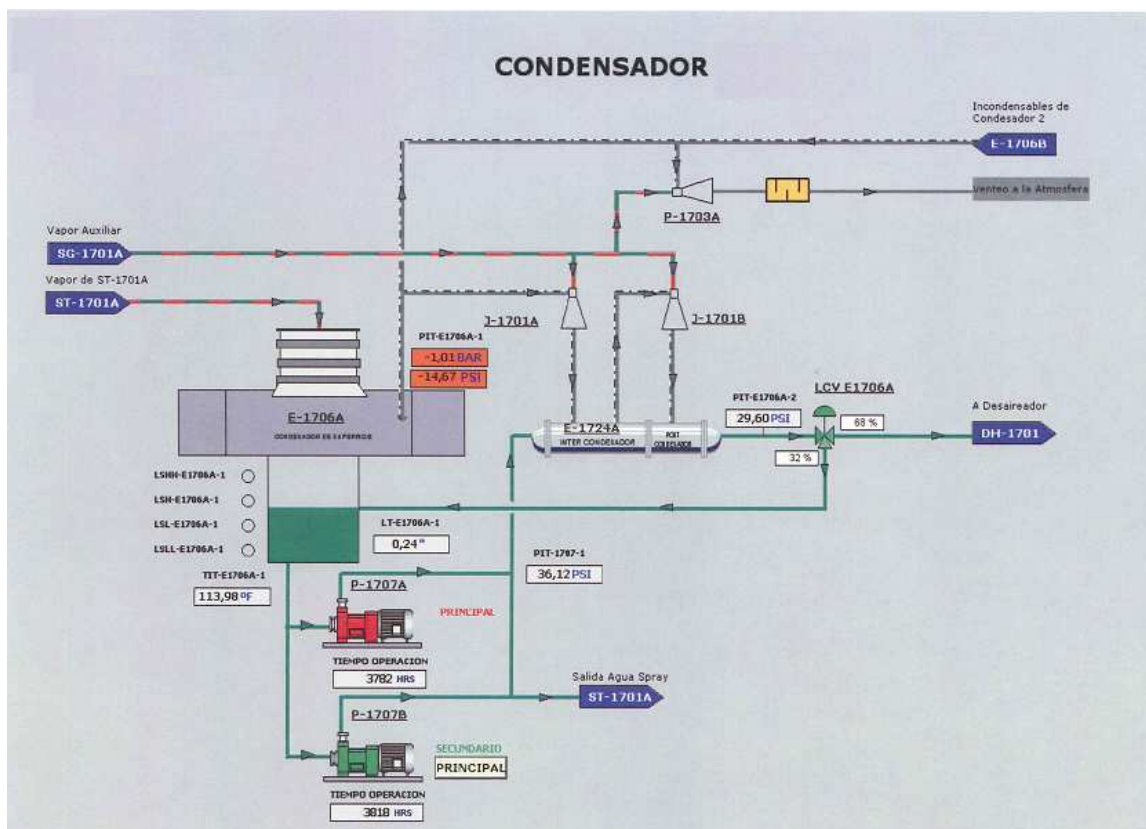 CONDENSADOR
Incondensables de
Condesador 2
E-1706B
P-1703A
Venteo a la Atmosfera
Vapor Auxiliar
SG-1701A
Vapor de ST-1701A
ST-1701A
J-1701A
J-1701B
PIT-E1706A-1
-1,01 BAR
-14,67 PSI
E-1706A
CONDENSADOR DE SUPERFICIE
E-1724A
INTER CONDENSADOR
POST
CONDENSADOR
PIT-E1706A-2
29,60 PSI
LCV E1706A
68 %
32 %
A Desaireador
DH-1701
LSHH-E1706A-1
LSH-E1706A-1
LSL-E1706A-1
LSLL-E1706A-1
LT-E1706A-1
0,24 "
TIT-E1706A-1
113,98 ºF
PIT-1707-1
36,12 PSI
P-1707A
PRINCIPAL
TIEMPO OPERACION
3782 HRS
Salida Agua Spray
ST-1701A
P-1707B
SECUNDARIO
PRINCIPAL
TIEMPO OPERACION
3818 HRS